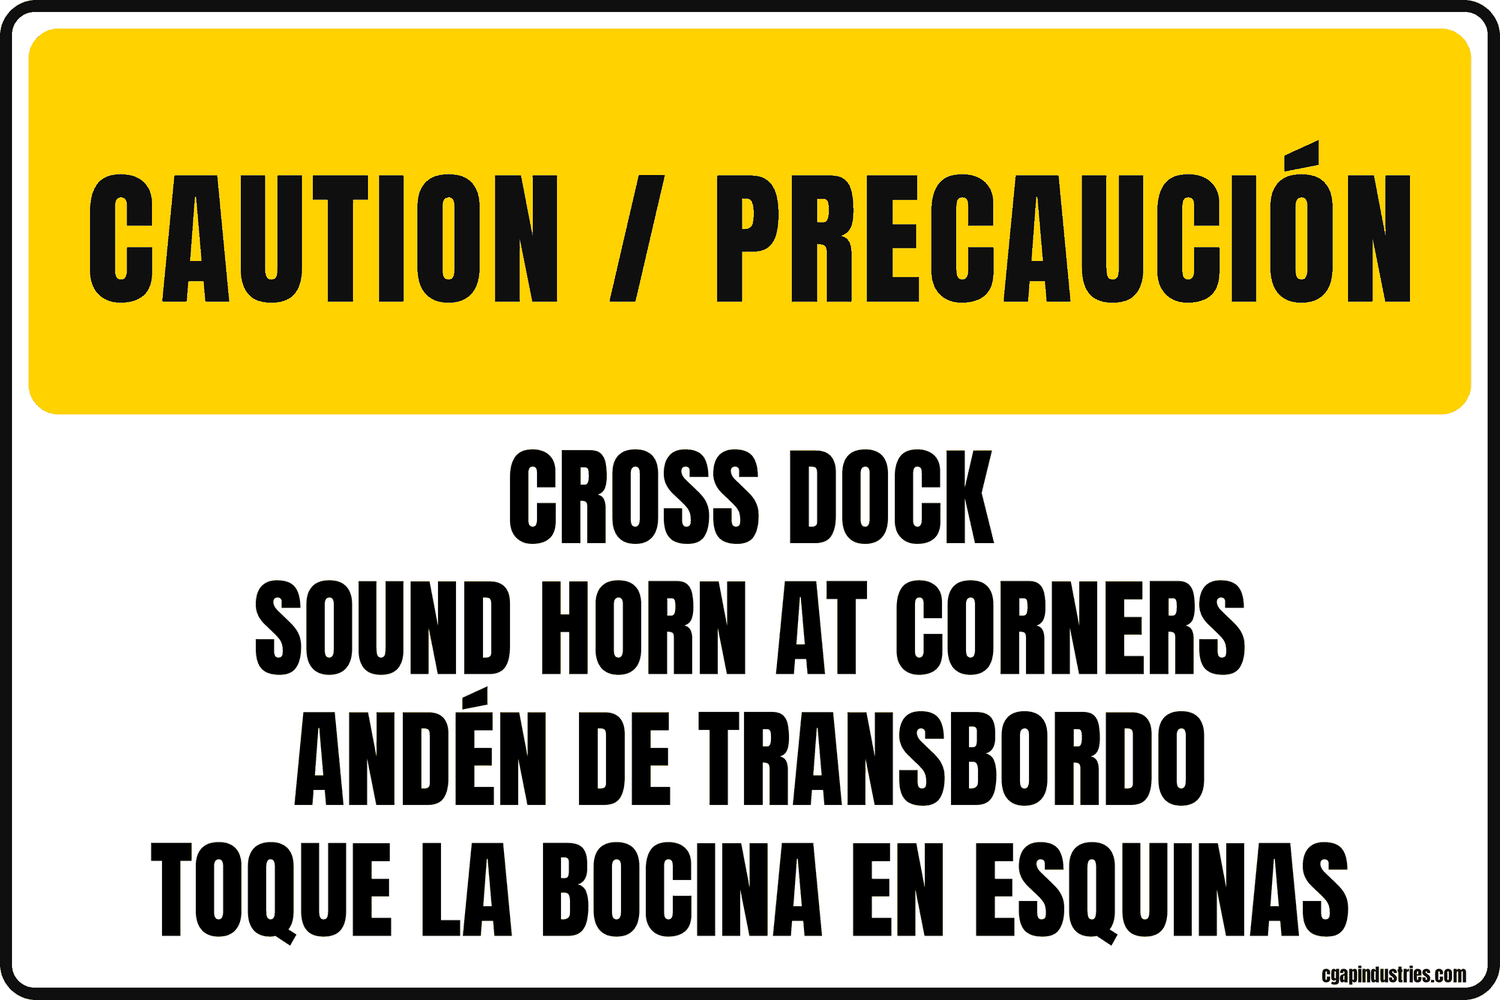 CAUTION / PRECAUCIÓN
CROSS DOCK
SOUND HORN AT CORNERS
ANDÉN DE TRANSBORDO
TOQUE LA BOCINA EN ESQUINAS
cgapindustries.com